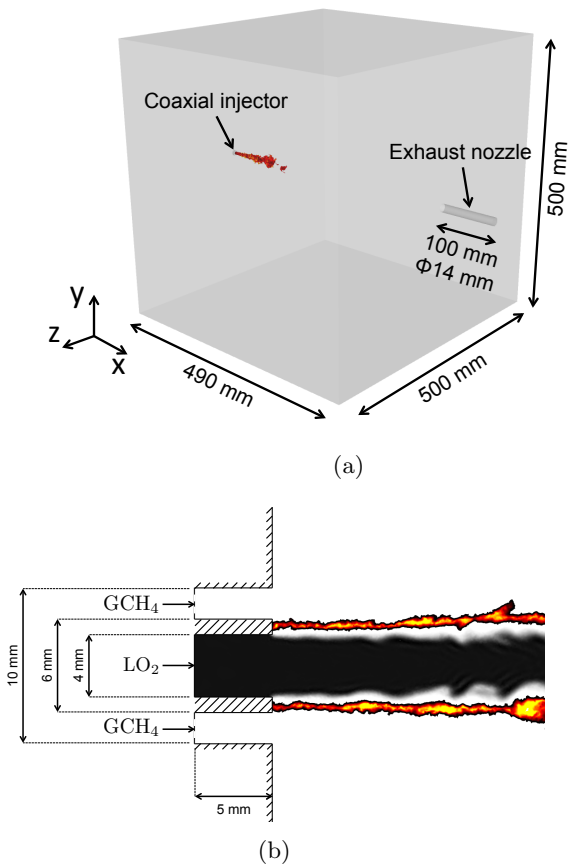 Coaxial injector
Exhaust nozzle
100 mm
Φ14 mm
500 mm
y
z
x
490 mm
500 mm
(a)
GCH₄
LO₂
GCH₄
10 mm
6 mm
4 mm
5 mm
(b)